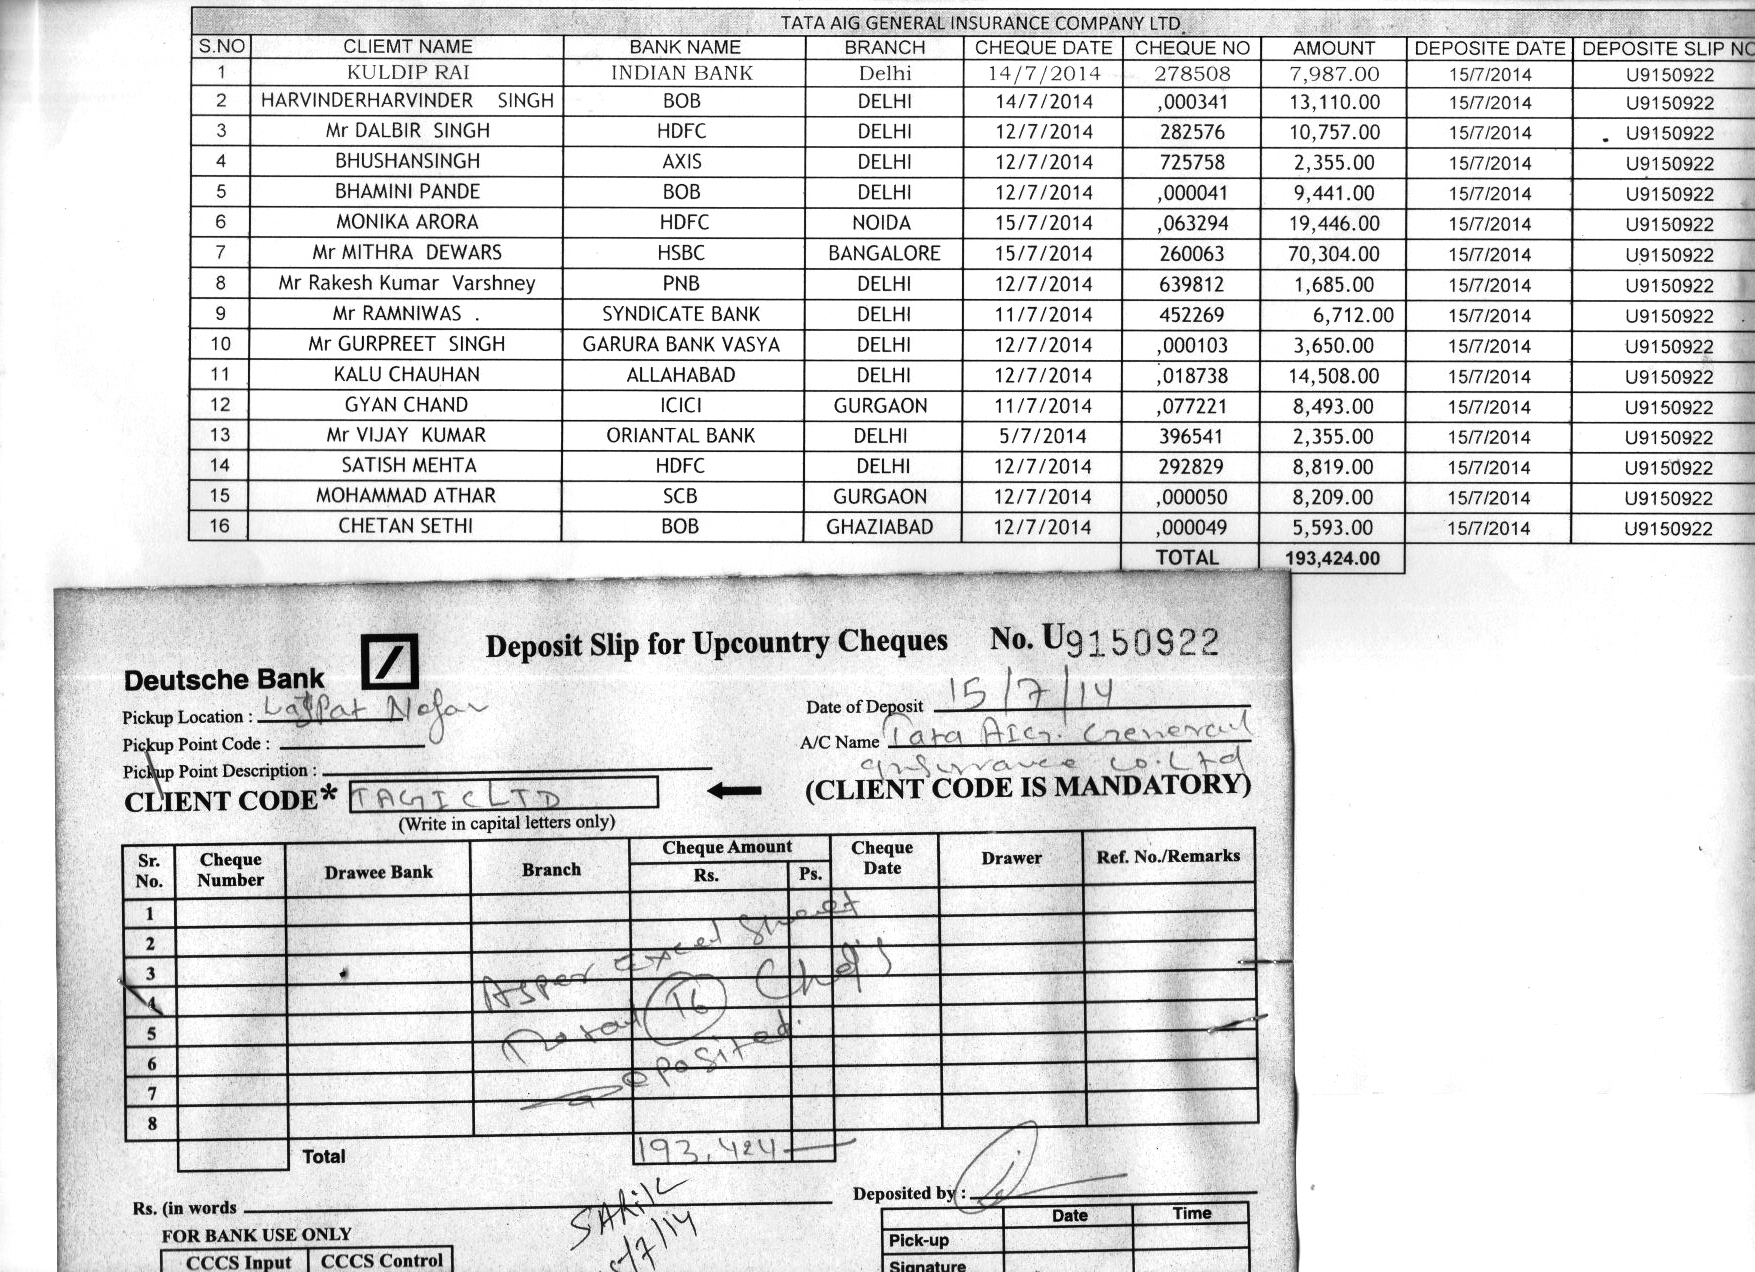 TATA AIG GENERAL INSURANCE COMPANY LTD.
S.NO CLIEMT NAME BANK NAME BRANCH CHEQUE DATE CHEQUE NO AMOUNT DEPOSITE DATE DEPOSITE SLIP NO
1 KULDIP RAI INDIAN BANK Delhi 14/7/2014 278508 7,987.00 15/7/2014 U9150922
2 HARVINDERHARVINDER SINGH BOB DELHI 14/7/2014 ,000341 13,110.00 15/7/2014 U9150922
3 Mr DALBIR SINGH HDFC DELHI 12/7/2014 282576 10,757.00 15/7/2014 U9150922
4 BHUSHANSINGH AXIS DELHI 12/7/2014 725758 2,355.00 15/7/2014 U9150922
5 BHAMINI PANDE BOB DELHI 12/7/2014 ,000041 9,441.00 15/7/2014 U9150922
6 MONIKA ARORA HDFC NOIDA 15/7/2014 ,063294 19,446.00 15/7/2014 U9150922
7 Mr MITHRA DEWARS HSBC BANGALORE 15/7/2014 260063 70,304.00 15/7/2014 U9150922
8 Mr Rakesh Kumar Varshney PNB DELHI 12/7/2014 639812 1,685.00 15/7/2014 U9150922
9 Mr RAMNIWAS . SYNDICATE BANK DELHI 11/7/2014 452269 6,712.00 15/7/2014 U9150922
10 Mr GURPREET SINGH GARURA BANK VASYA DELHI 12/7/2014 ,000103 3,650.00 15/7/2014 U9150922
11 KALU CHAUHAN ALLAHABAD DELHI 12/7/2014 ,018738 14,508.00 15/7/2014 U9150922
12 GYAN CHAND ICICI GURGAON 11/7/2014 ,077221 8,493.00 15/7/2014 U9150922
13 Mr VIJAY KUMAR ORIANTAL BANK DELHI 5/7/2014 396541 2,355.00 15/7/2014 U9150922
14 SATISH MEHTA HDFC DELHI 12/7/2014 292829 8,819.00 15/7/2014 U9150922
15 MOHAMMAD ATHAR SCB GURGAON 12/7/2014 ,000050 8,209.00 15/7/2014 U9150922
16 CHETAN SETHI BOB GHAZIABAD 12/7/2014 ,000049 5,593.00 15/7/2014 U9150922
TOTAL 193,424.00
Deposit Slip for Upcountry Cheques No. U9150922
Deutsche Bank
Pickup Location : Lajpat Nagar Date of Deposit 15/7/14
Pickup Point Code : A/C Name Tata AIG. General
Pickup Point Description : Insurance Co. Ltd
CLIENT CODE* TAGICLTD (CLIENT CODE IS MANDATORY)
(Write in capital letters only)
Sr. No. Cheque Number Drawee Bank Branch Cheque Amount Rs. Ps. Cheque Date Drawer Ref. No./Remarks
1
2
3
4
5
6
7
8
Asper Excel Sheet
Total 16 Chq's
Deposited.
Total 193,424
Rs. (in words Deposited by :
FOR BANK USE ONLY
CCCS Input CCCS Control
Date Time
Pick-up
Signature